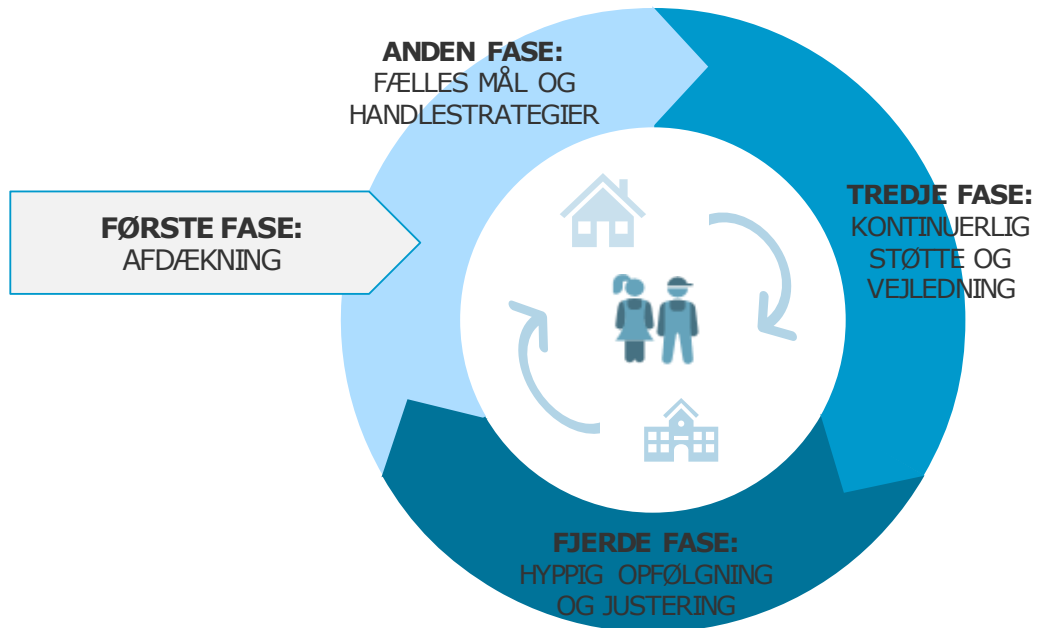 FØRSTE FASE:
AFDÆKNING
ANDEN FASE:
FÆLLES MÅL OG
HANDLESTRATEGIER
TREDJE FASE:
KONTINUERLIG
STØTTE OG
VEJLEDNING
FJERDE FASE:
HYPPIG OPFØLGNING
OG JUSTERING